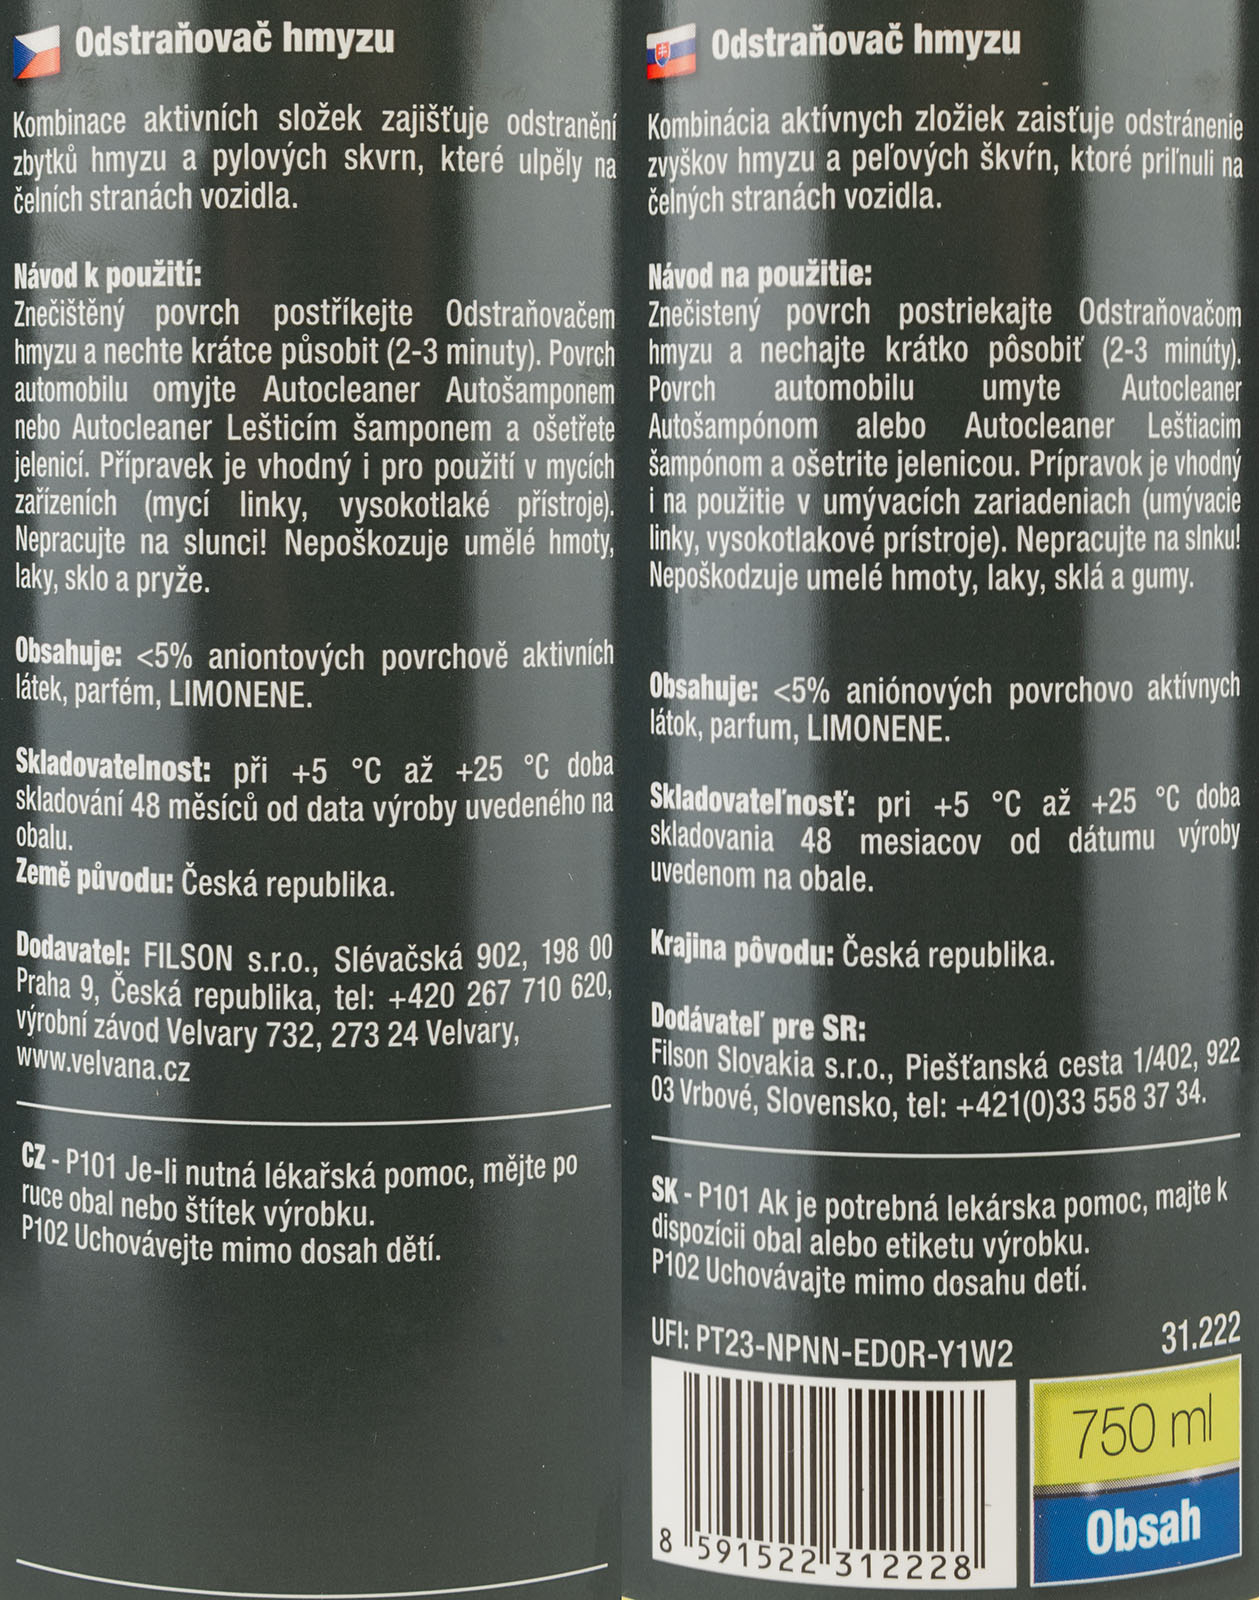 Odstraňovač hmyzu
Kombinace aktivních složek zajišťuje odstranění
zbytků hmyzu a pylových skvrn, které ulpěly na
čelních stranách vozidla.
Návod k použití:
Znečištěný povrch postříkejte Odstraňovačem
hmyzu a nechte krátce působit (2-3 minuty). Povrch
automobilu omyjte Autocleaner Autošamponem
nebo Autocleaner Lešticím šamponem a ošetřete
jelenicí. Přípravek je vhodný i pro použití v mycích
zařízeních (mycí linky, vysokotlaké přístroje).
Nepracujte na slunci! Nepoškozuje umělé hmoty,
laky, sklo a pryže.
Obsahuje: <5% aniontových povrchově aktivních
látek, parfém, LIMONENE.
Skladovatelnost: při +5 °C až +25 °C doba
skladování 48 měsíců od data výroby uvedeného na
obalu.
Země původu: Česká republika.
Dodavatel: FILSON s.r.o., Slévačská 902, 198 00
Praha 9, Česká republika, tel: +420 267 710 620,
výrobní závod Velvary 732, 273 24 Velvary,
www.velvana.cz
CZ - P101 Je-li nutná lékařská pomoc, mějte po
ruce obal nebo štítek výrobku.
P102 Uchovávejte mimo dosah dětí.
Odstraňovač hmyzu
Kombinácia aktívnych zložiek zaisťuje odstránenie
zvyškov hmyzu a peľových škvŕn, ktoré priľnuli na
čelných stranách vozidla.
Návod na použitie:
Znečistený povrch postriekajte Odstraňovačom
hmyzu a nechajte krátko pôsobiť (2-3 minúty).
Povrch automobilu umyte Autocleaner
Autošampónom alebo Autocleaner Leštiacim
šampónom a ošetrite jelenicou. Prípravok je vhodný
i na použitie v umývacích zariadeniach (umývacie
linky, vysokotlakové prístroje). Nepracujte na slnku!
Nepoškodzuje umelé hmoty, laky, sklá a gumy.
Obsahuje: <5% aniónových povrchovo aktívnych
látok, parfum, LIMONENE.
Skladovateľnosť: pri +5 °C až +25 °C doba
skladovania 48 mesiacov od dátumu výroby
uvedenom na obale.
Krajina pôvodu: Česká republika.
Dodávateľ pre SR:
Filson Slovakia s.r.o., Piešťanská cesta 1/402, 922
03 Vrbové, Slovensko, tel: +421(0)33 558 37 34.
SK - P101 Ak je potrebná lekárska pomoc, majte k
dispozícii obal alebo etiketu výrobku.
P102 Uchovávajte mimo dosahu detí.
UFI: PT23-NPNN-ED0R-Y1W2
31.222
750 ml
Obsah
8 591522 312228